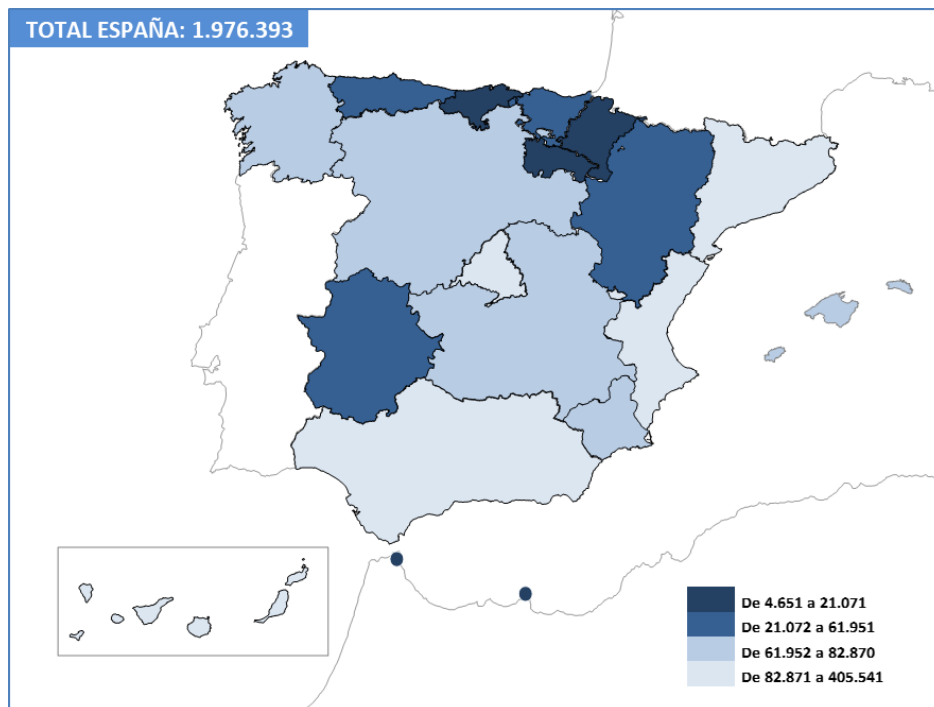 TOTAL ESPAÑA: 1.976.393
De 4.651 a 21.071
De 21.072 a 61.951
De 61.952 a 82.870
De 82.871 a 405.541